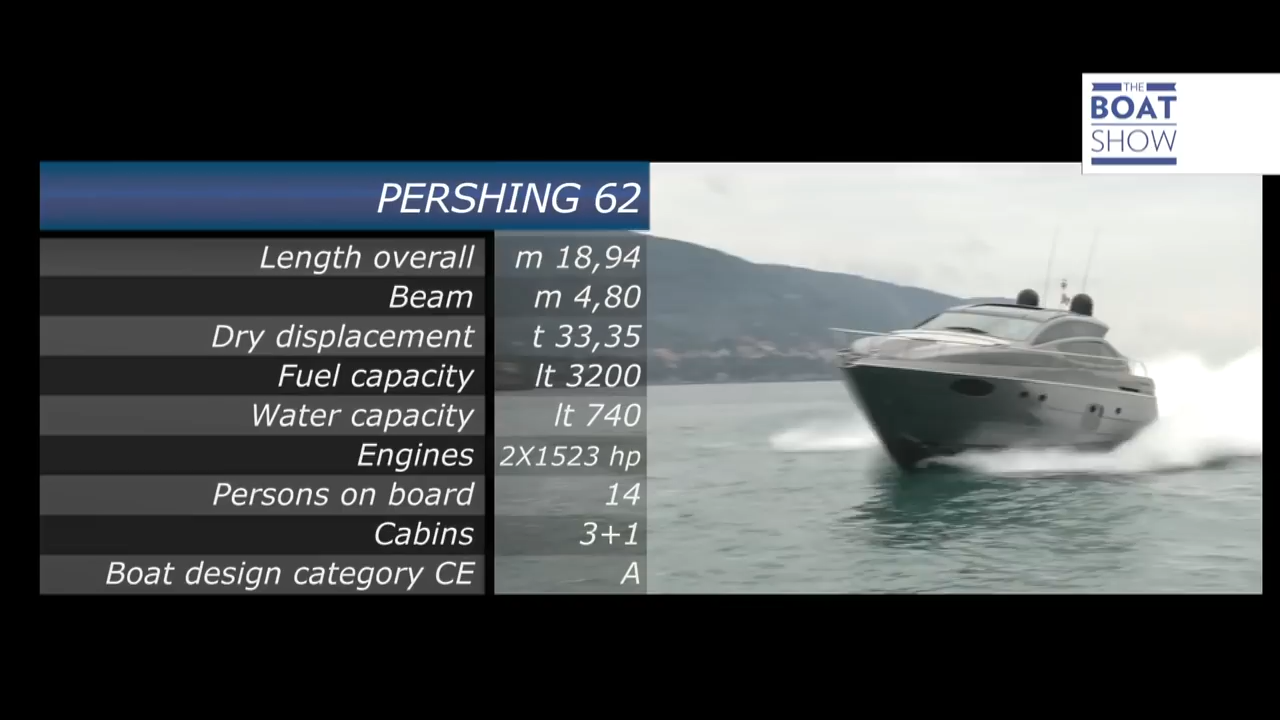 THE
BOAT
SHOW
PERSHING 62
Length overall m 18,94
Beam m 4,80
Dry displacement t 33,35
Fuel capacity lt 3200
Water capacity lt 740
Engines 2X1523 hp
Persons on board 14
Cabins 3+1
Boat design category CE A